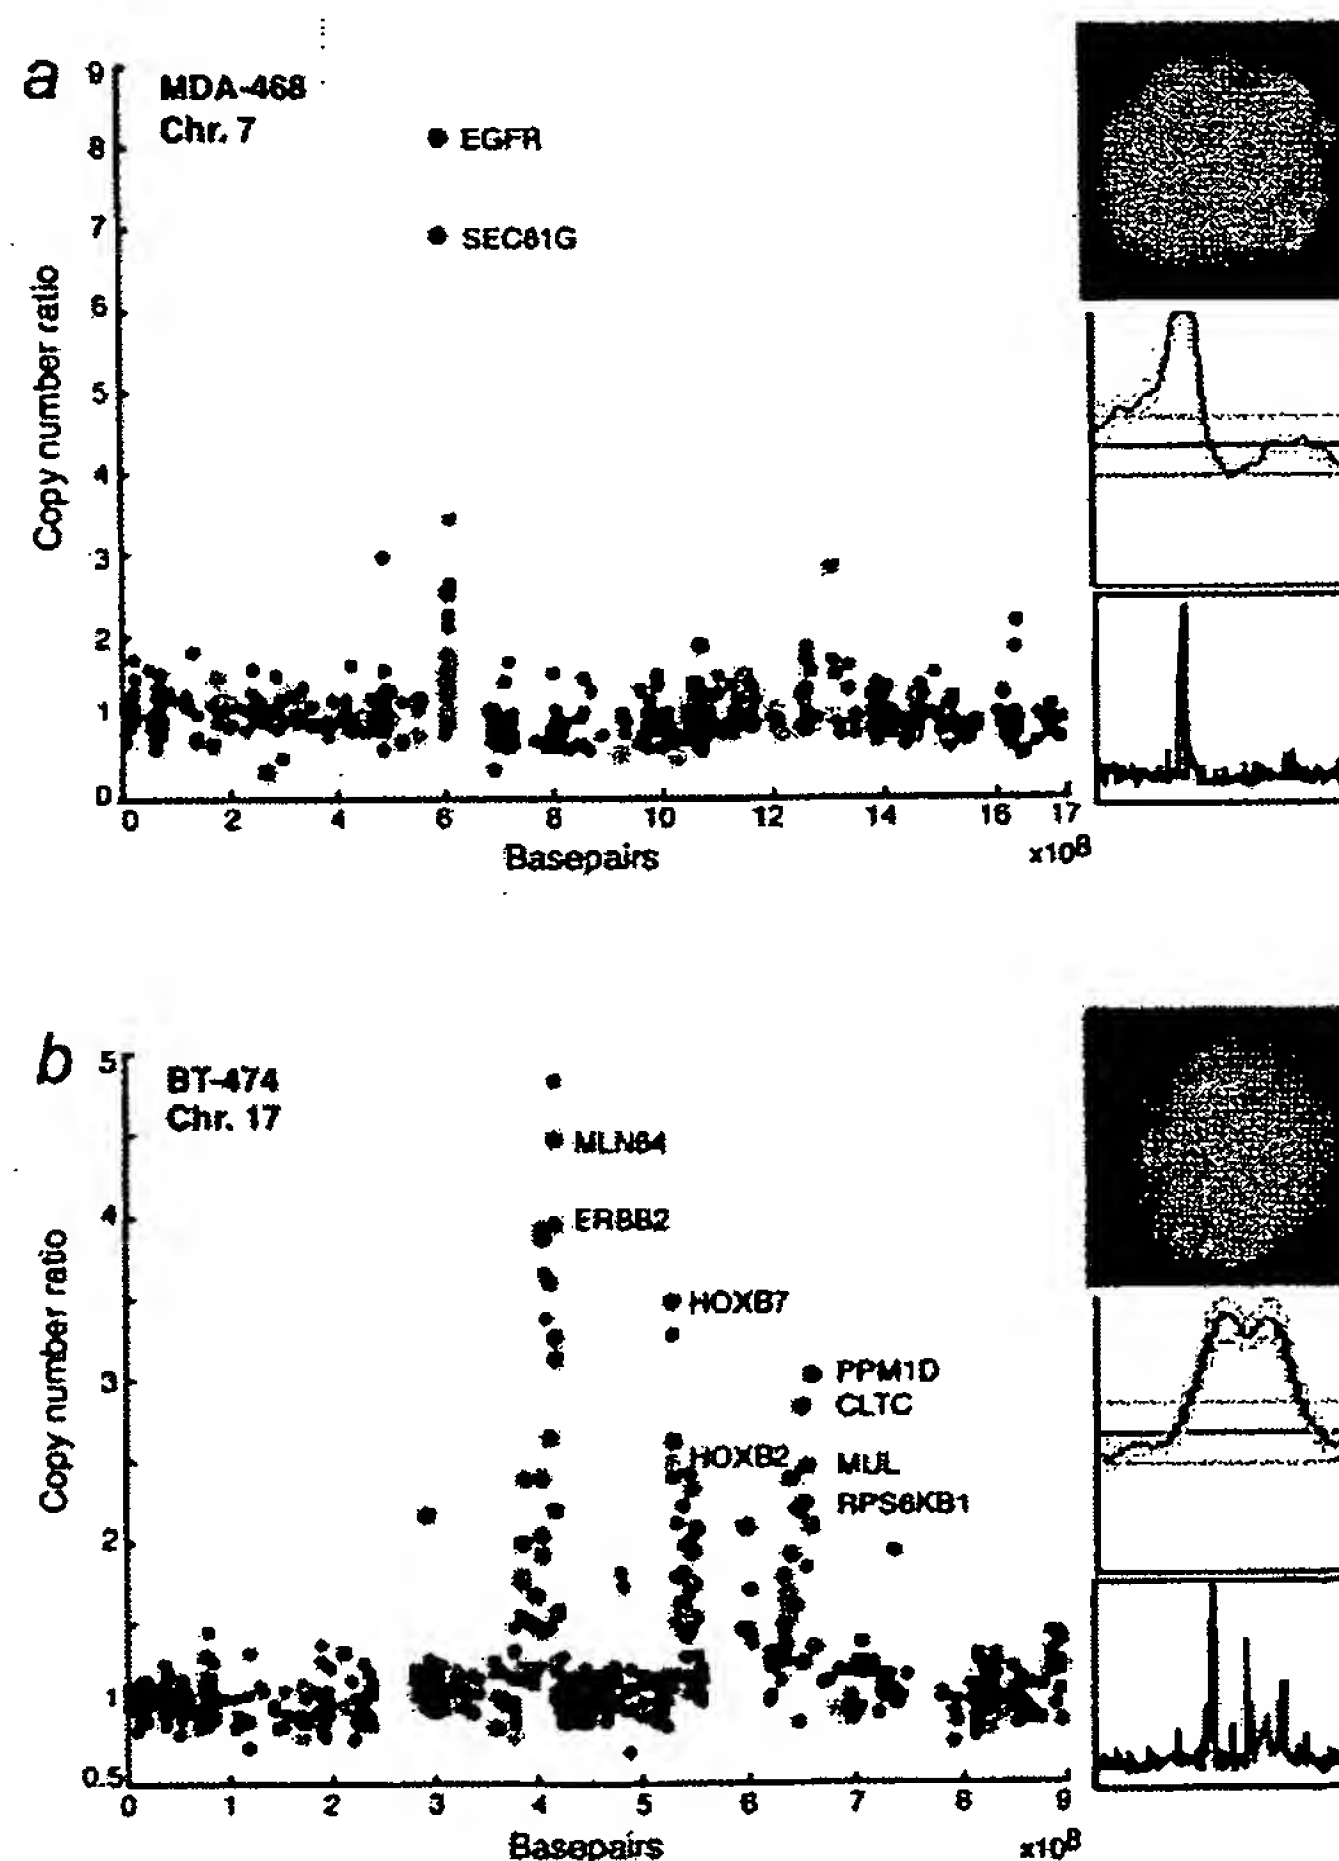 a
MDA-468
Chr. 7
9
8
7
6
5
4
3
2
1
0
Copy number ratio
EGFR
SEC61G
0 2 4 6 8 10 12 14 16 17
Basepairs
x10⁸
b
BT-474
Chr. 17
5
4
3
2
1
0.5
Copy number ratio
MLN64
ERBB2
HOXB7
PPM1D
CLTC
HOXB2
MUL
RPS6KB1
0 1 2 3 4 5 6 7 8 9
Basepairs
x10⁸